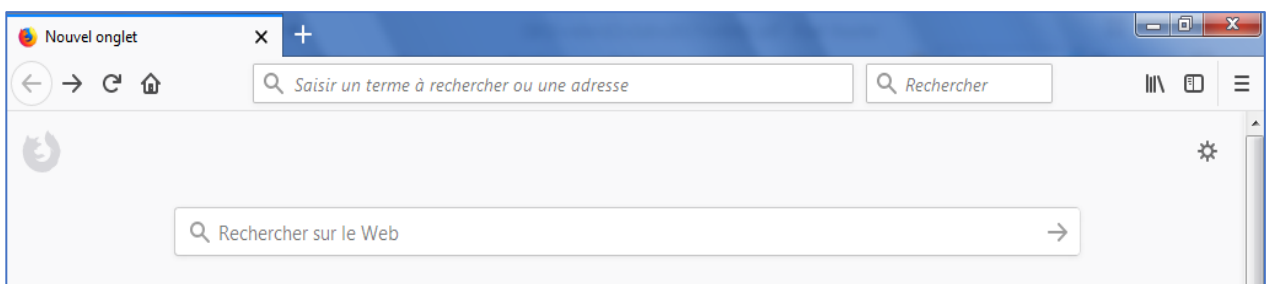 Nouvel onglet
Saisir un terme à rechercher ou une adresse
Rechercher
Rechercher sur le Web